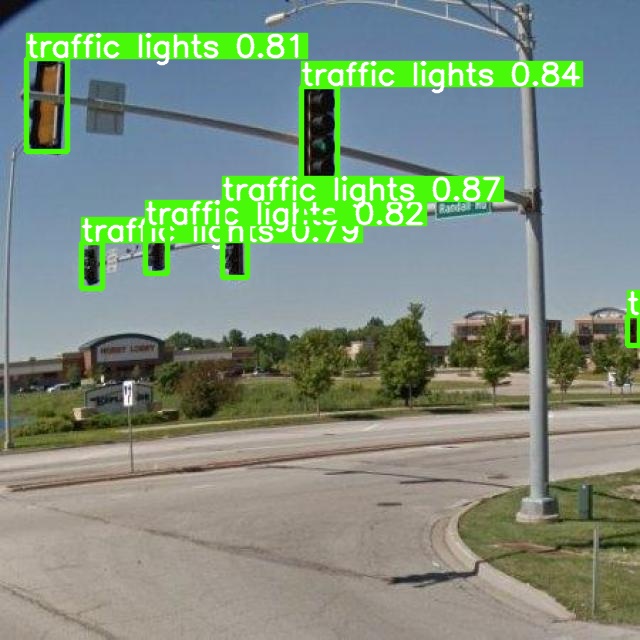 traffic lights 0.81
traffic lights 0.84
traffic lights 0.87
traffic lights 0.82
traffic lights 0.79
Randall Rd
t
HOBBY LOBBY